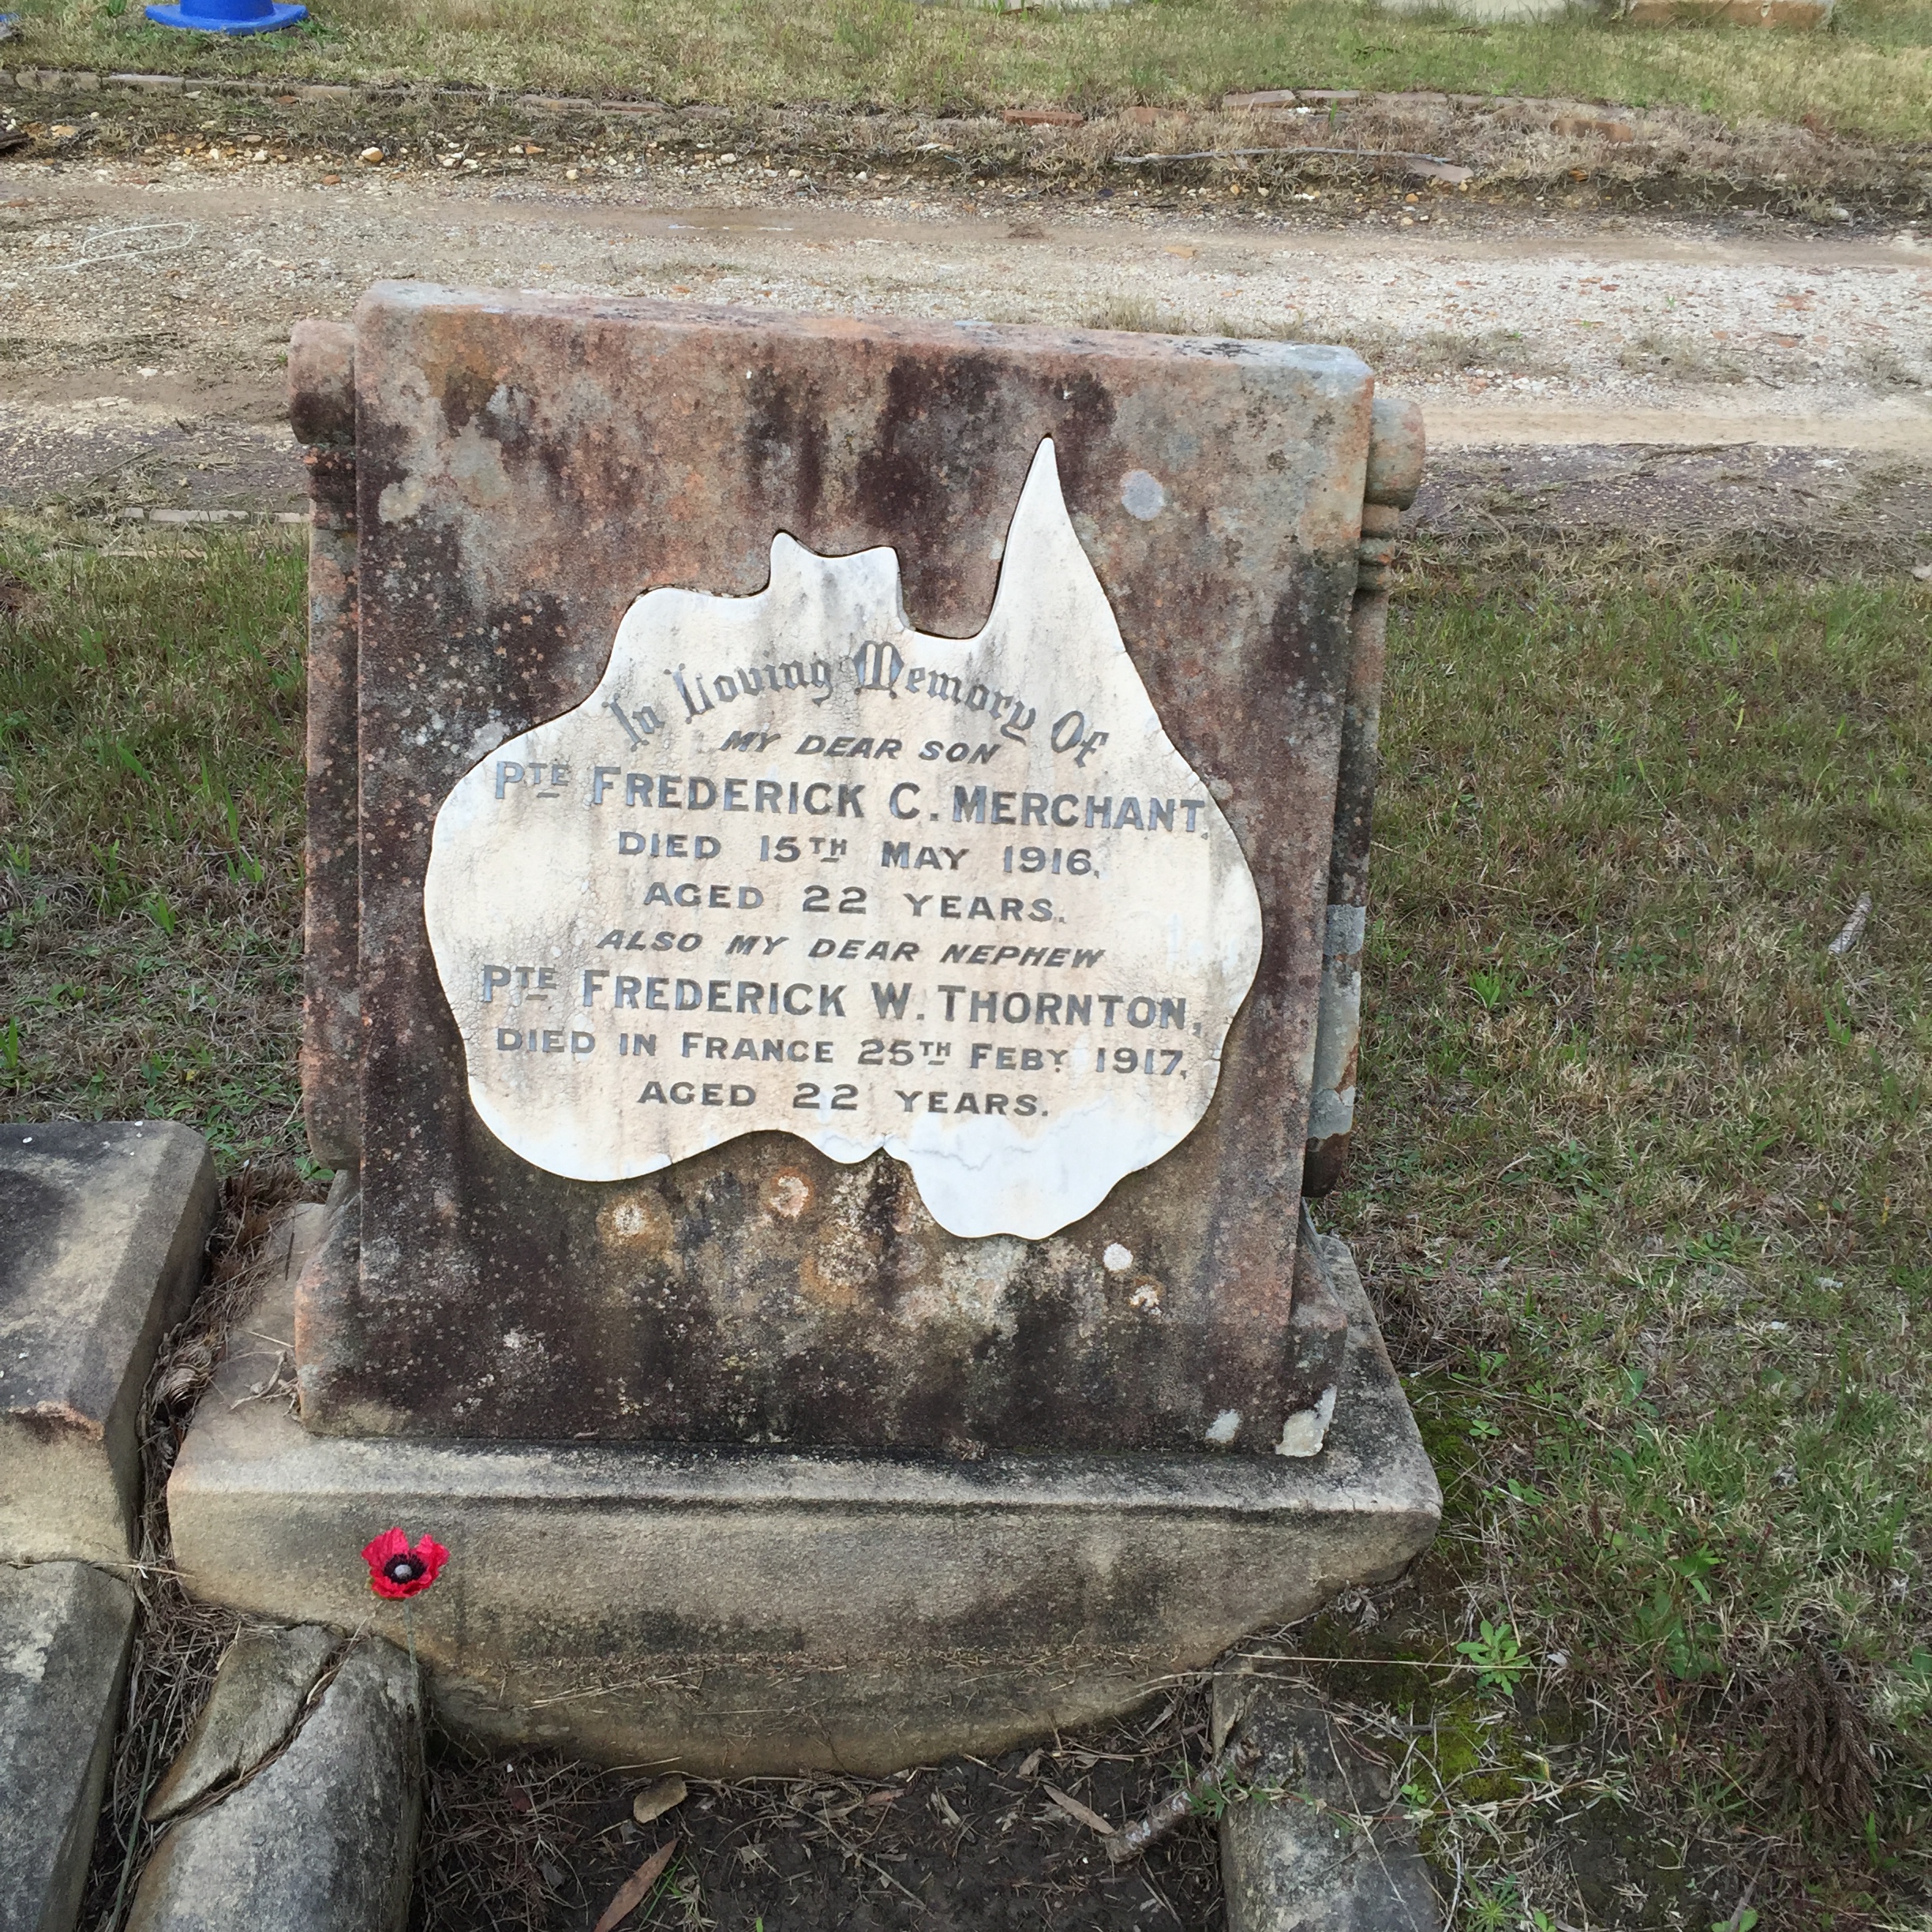 In Loving Memory Of
MY DEAR SON
PTE FREDERICK C. MERCHANT,
DIED 15TH MAY 1916,
AGED 22 YEARS.
ALSO MY DEAR NEPHEW
PTE FREDERICK W. THORNTON,
DIED IN FRANCE 25TH FEBY. 1917,
AGED 22 YEARS.